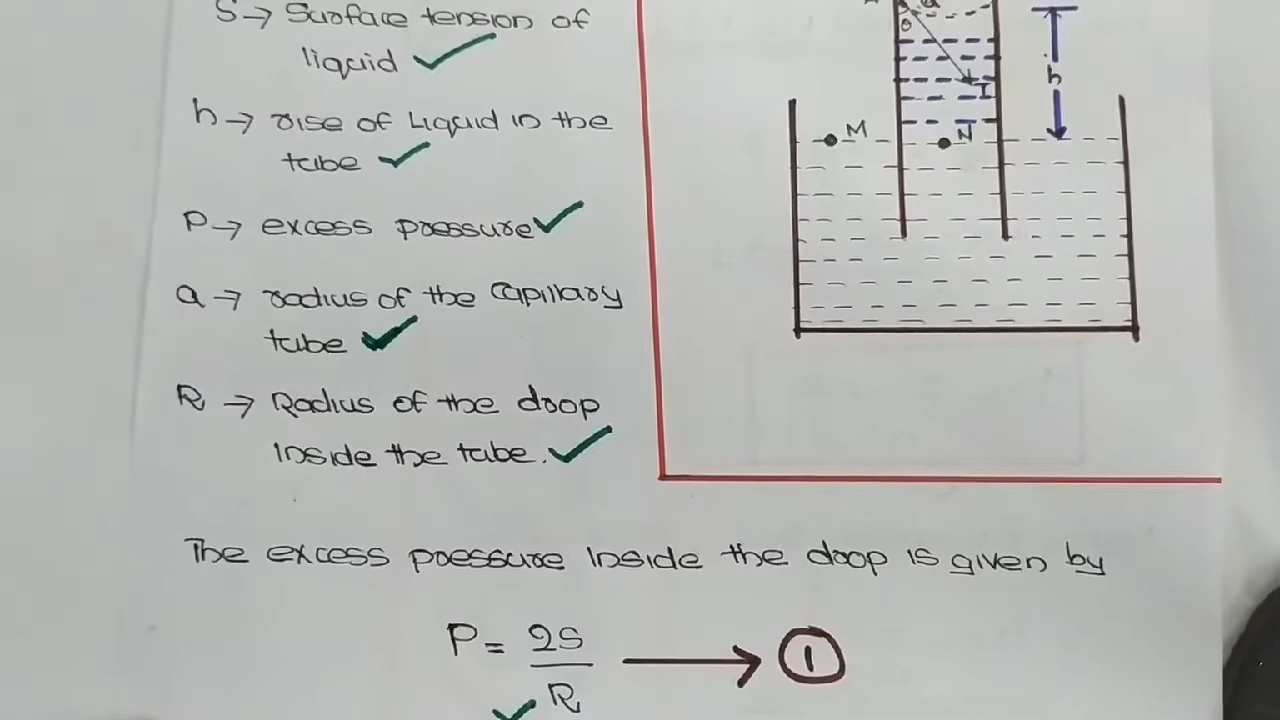 S → Surface tension of
liquid ✓
h → rise of Liquid in the
tube ✓
P → excess pressure ✓
a → radius of the capillary
tube ✓
R → Radius of the drop
inside the tube. ✓
θ
a
I
h
M
N
The excess pressure inside the drop is given by
P = 2S/R → ①